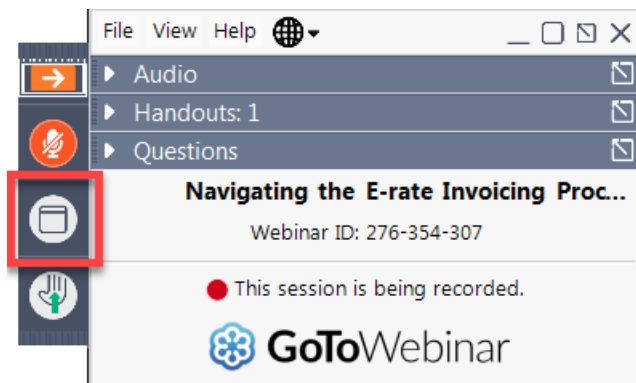 File View Help
Audio
Handouts: 1
Questions
Navigating the E-rate Invoicing Proc...
Webinar ID: 276-354-307
This session is being recorded.
GoToWebinar